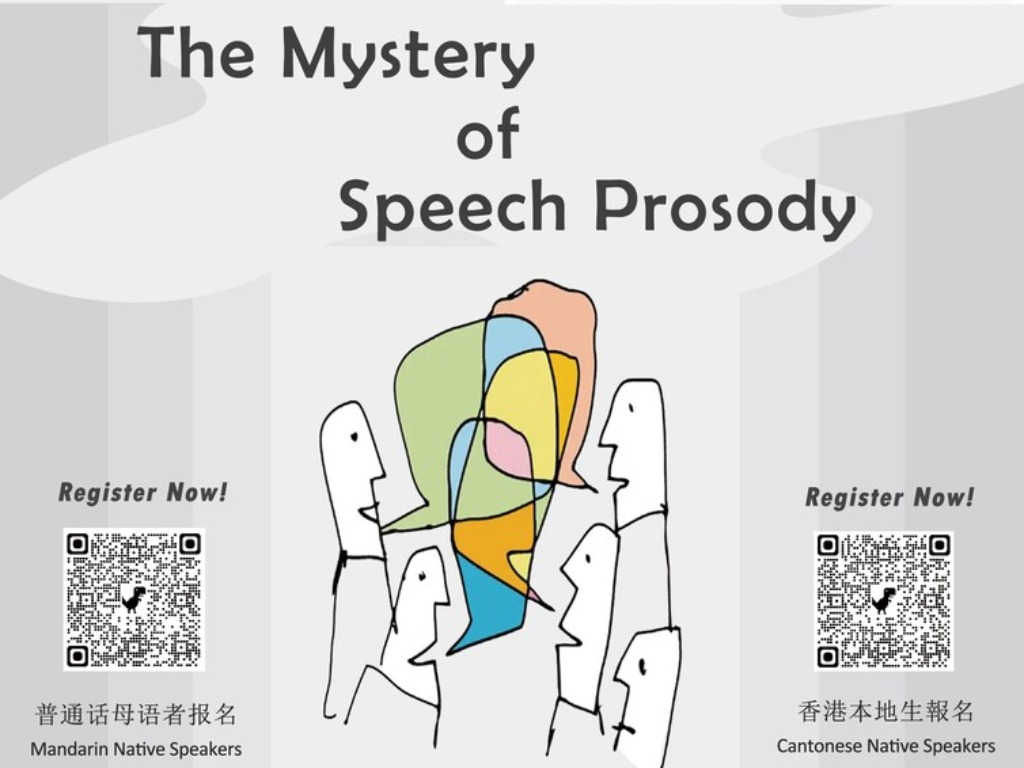 The Mystery
of
Speech Prosody
Register Now!
普通话母语者报名
Mandarin Native Speakers
Register Now!
香港本地生報名
Cantonese Native Speakers